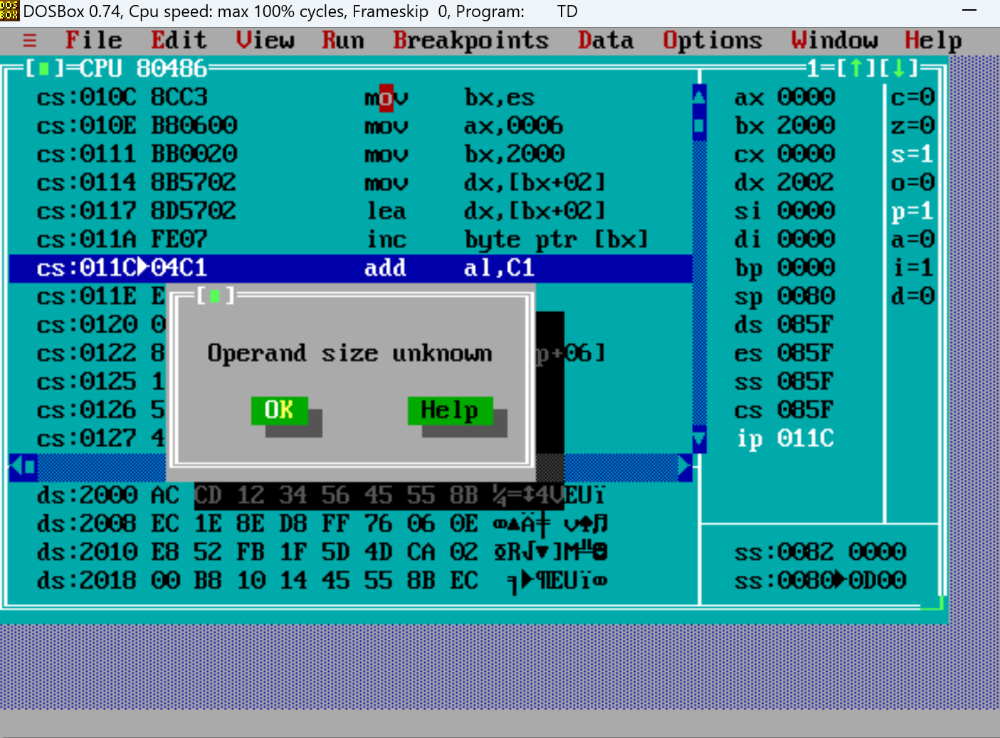 DOSBox 0.74, Cpu speed: max 100% cycles, Frameskip 0, Program: TD
≡ File Edit View Run Breakpoints Data Options Window Help
[■]=CPU 80486 1=[↑][↓]
cs:010C 8CC3 mov bx,es ax 0000 c=0
cs:010E B80600 mov ax,0006 bx 2000 z=0
cs:0111 BB0020 mov bx,2000 cx 0000 s=1
cs:0114 8B5702 mov dx,[bx+02] dx 2002 o=0
cs:0117 8D5702 lea dx,[bx+02] si 0000 p=1
cs:011A FE07 inc byte ptr [bx] di 0000 a=0
cs:011C►04C1 add al,C1 bp 0000 i=1
cs:011E E [■] sp 0080 d=0
cs:0120 0 ds 085F
cs:0122 8 Operand size unknown p+06] es 085F
cs:0125 1 ss 085F
cs:0126 5 OK Help cs 085F
cs:0127 4 ip 011C
ds:2000 AC CD 12 34 56 45 55 8B ¼=↕4VEUï
ds:2008 EC 1E 8E D8 FF 76 06 0E ∞▲Ä╪ v♠♫
ds:2010 E8 52 FB 1F 5D 4D CA 02 ΦR√▼]M╩☻ ss:0082 0000
ds:2018 00 B8 10 14 45 55 8B EC ╕►¶EUï∞ ss:0080►0D00